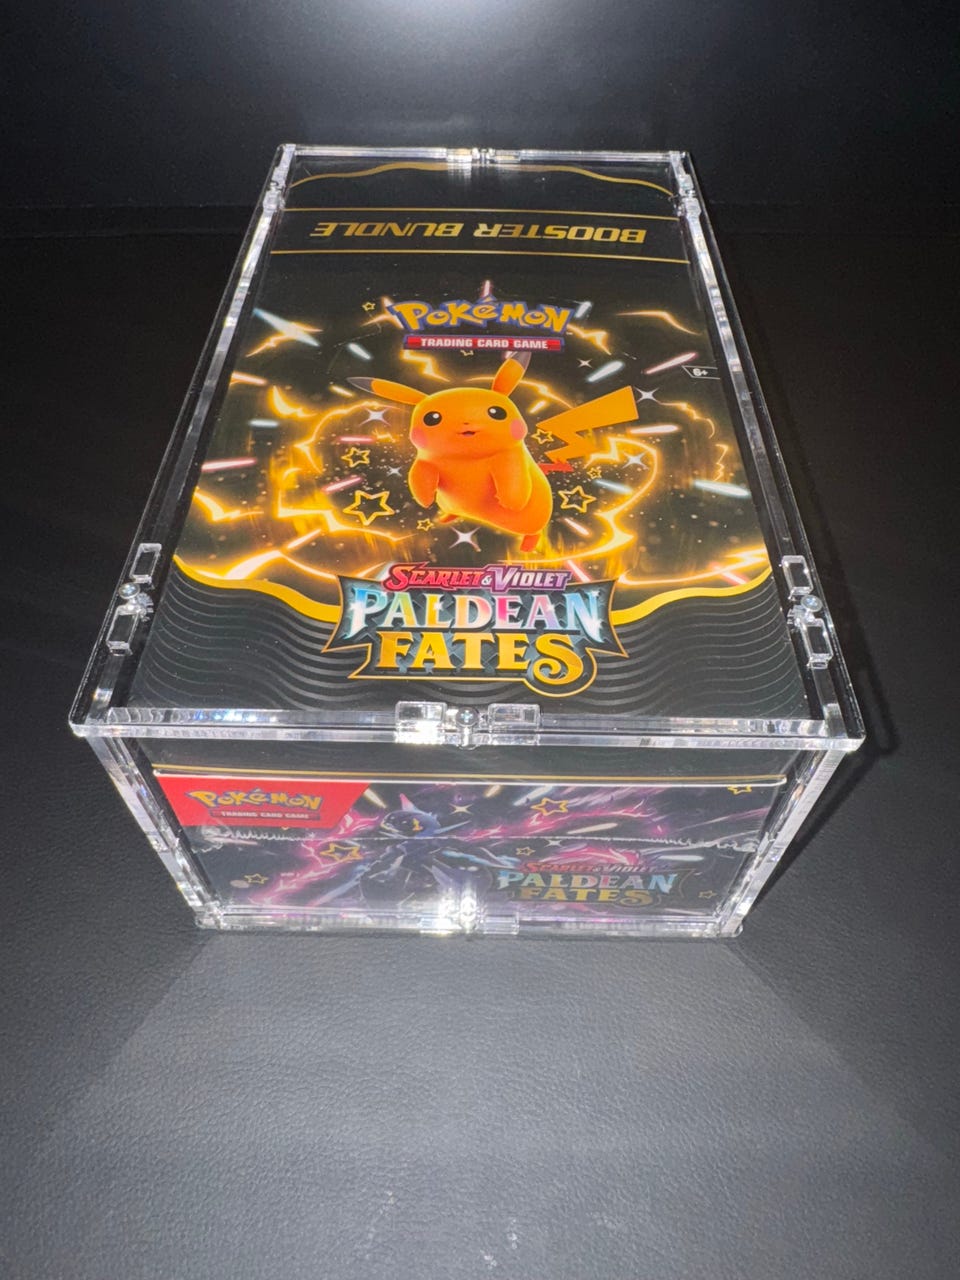 BOOSTER BUNDLE
POKéMON
TRADING CARD GAME
6+
SCARLET & VIOLET
PALDEAN
FATES
POKéMON
TRADING CARD GAME
SCARLET & VIOLET
PALDEAN
FATES